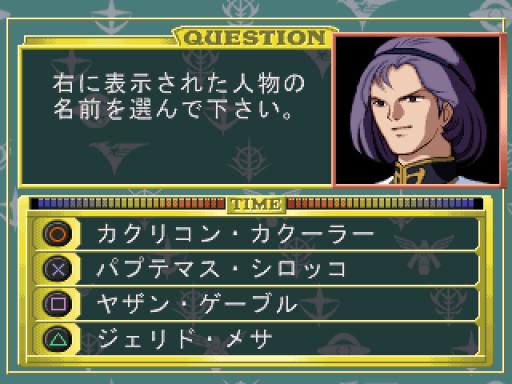 QUESTION
右に表示された人物の
名前を選んで下さい。
TIME
カクリコン・カクーラー
パプテマス・シロッコ
ヤザン・ゲーブル
ジェリド・メサ